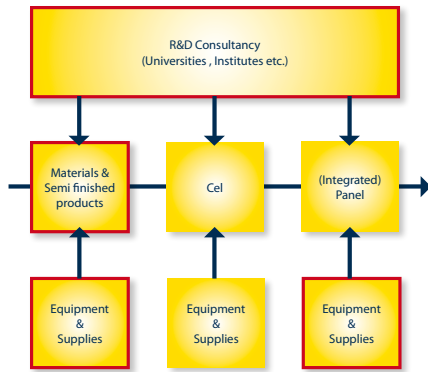 R&D Consultancy
(Universities , Institutes etc.)
Materials &
Semi finished
products
Cel
(Integrated)
Panel
Equipment
&
Supplies
Equipment
&
Supplies
Equipment
&
Supplies